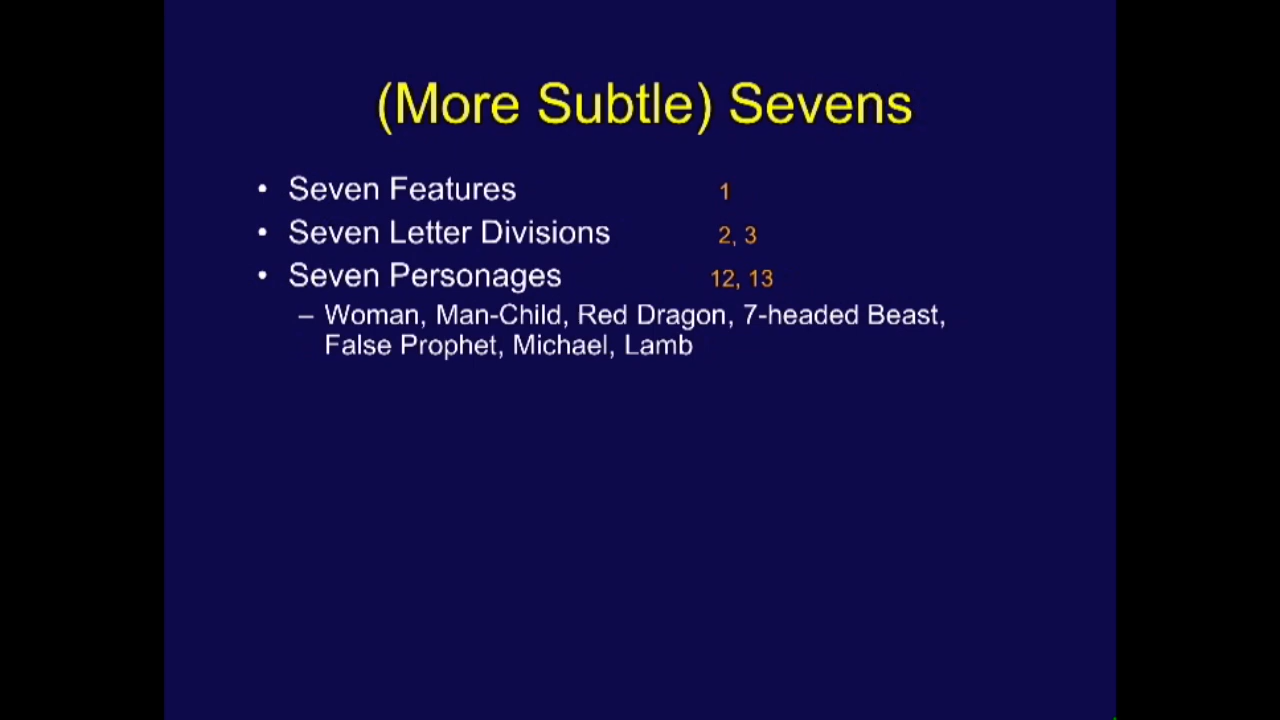 (More Subtle) Sevens
• Seven Features 1
• Seven Letter Divisions 2, 3
• Seven Personages 12, 13
– Woman, Man-Child, Red Dragon, 7-headed Beast,
False Prophet, Michael, Lamb